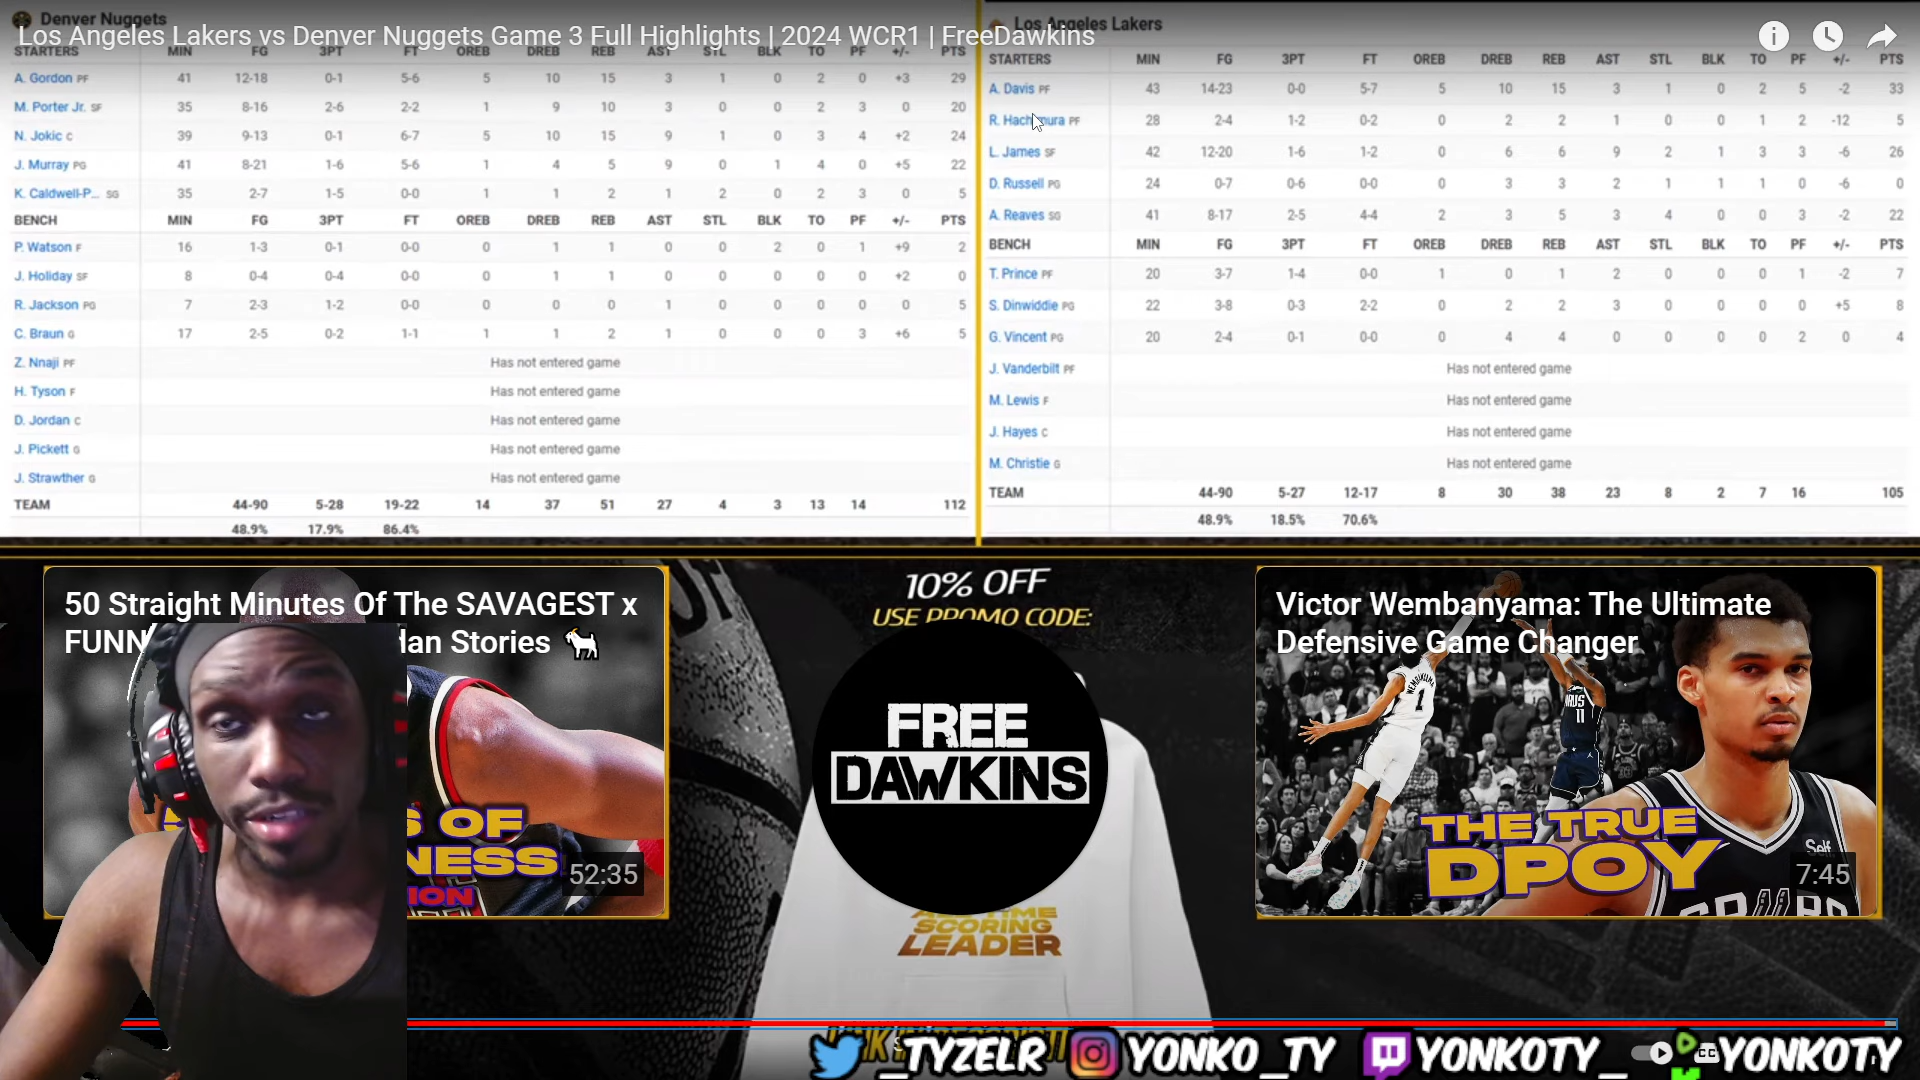 Denver Nuggets
Los Angeles Lakers vs Denver Nuggets Game 3 Full Highlights | 2024 WCR1 | FreeDawkins
STARTERS MIN FG 3PT FT OREB DREB REB AST STL BLK TO PF +/- PTS
A. Gordon PF 41 12-18 0-1 5-6 5 10 15 3 1 0 2 0 +3 29
M. Porter Jr. SF 35 8-16 2-6 2-2 1 9 10 3 0 0 2 3 0 20
N. Jokic C 39 9-13 0-1 6-7 5 10 15 9 1 0 3 4 +2 24
J. Murray PG 41 8-21 1-6 5-6 1 4 5 9 0 1 4 0 +5 22
K. Caldwell-P... SG 35 2-7 1-5 0-0 1 1 2 1 2 0 2 3 0 5
BENCH MIN FG 3PT FT OREB DREB REB AST STL BLK TO PF +/- PTS
P. Watson F 16 1-3 0-1 0-0 0 1 1 0 0 2 0 1 +9 2
J. Holiday SF 8 0-4 0-4 0-0 0 1 1 0 0 0 0 0 +2 0
R. Jackson PG 7 2-3 1-2 0-0 0 0 0 1 0 0 0 0 0 5
C. Braun G 17 2-5 0-2 1-1 1 1 2 1 0 0 0 3 +6 5
Z. Nnaji PF Has not entered game
H. Tyson F Has not entered game
D. Jordan C Has not entered game
J. Pickett G Has not entered game
J. Strawther G Has not entered game
TEAM 44-90 5-28 19-22 14 37 51 27 4 3 13 14 112
48.9% 17.9% 86.4%
Los Angeles Lakers
STARTERS MIN FG 3PT FT OREB DREB REB AST STL BLK TO PF +/- PTS
A. Davis PF 43 14-23 0-0 5-7 5 10 15 3 1 0 2 5 -2 33
R. Hachimura PF 28 2-4 1-2 0-2 0 2 2 1 0 0 1 2 -12 5
L. James SF 42 12-20 1-6 1-2 0 6 6 9 2 1 3 3 -6 26
D. Russell PG 24 0-7 0-6 0-0 0 3 3 2 1 1 1 0 -6 0
A. Reaves SG 41 8-17 2-5 4-4 2 3 5 3 4 0 0 3 -2 22
BENCH MIN FG 3PT FT OREB DREB REB AST STL BLK TO PF +/- PTS
T. Prince PF 20 3-7 1-4 0-0 1 0 1 2 0 0 0 1 -2 7
S. Dinwiddie PG 22 3-8 0-3 2-2 0 2 2 3 0 0 0 0 +5 8
G. Vincent PG 20 2-4 0-1 0-0 0 4 4 0 0 0 0 2 0 4
J. Vanderbilt PF Has not entered game
M. Lewis F Has not entered game
J. Hayes C Has not entered game
M. Christie G Has not entered game
TEAM 44-90 5-27 12-17 8 30 38 23 8 2 7 16 105
48.9% 18.5% 70.6%
50 Straight Minutes Of The SAVAGEST x
FUNN dan Stories
OF
NESS
ION
52:35
10% OFF
USE PROMO CODE:
FREE
DAWKINS
ALL TIME
SCORING
LEADER
Victor Wembanyama: The Ultimate
Defensive Game Changer
WEMBANYAMA
1
11
THE TRUE
DPOY
Self
7:45
_TYZELR YONKO_TY YONKOTY_ CC YONKOTY